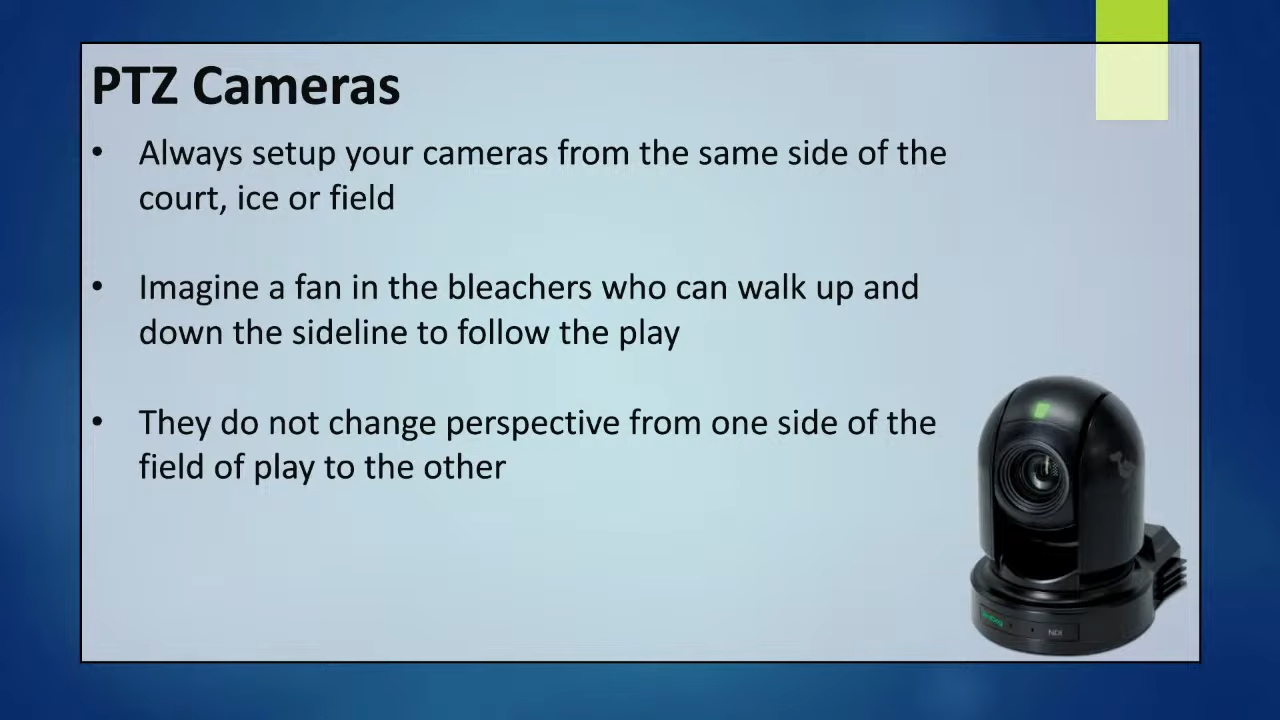 PTZ Cameras
• Always setup your cameras from the same side of the
court, ice or field
• Imagine a fan in the bleachers who can walk up and
down the sideline to follow the play
• They do not change perspective from one side of the
field of play to the other
NDI